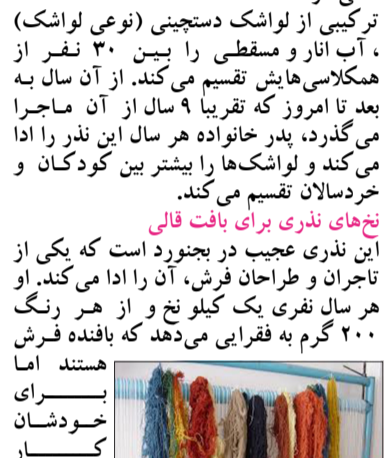 ترکیبی از لواشک دستچینی (نوعی لواشک)
، آب انار و مسقطی را بین ۳۰ نفر از
همکلاسی‌هایش تقسیم می‌کند. از آن سال به
بعد تا امروز که تقریبا ۹ سال از آن ماجرا
می‌گذرد، پدر خانواده هر سال این نذر را ادا
می‌کند و لواشک‌ها را بیشتر بین کودکان و
خردسالان تقسیم می‌کند.
نخ‌های نذری برای بافت قالی
این نذری عجیب در بجنورد است که یکی از
تاجران و طراحان فرش، آن را ادا می‌کند. او
هر سال نفری یک کیلو نخ و از هر رنگ
۲۰۰ گرم به فقرایی می‌دهد که بافنده فرش
هستند اما
بــرای
خودشان
کــار